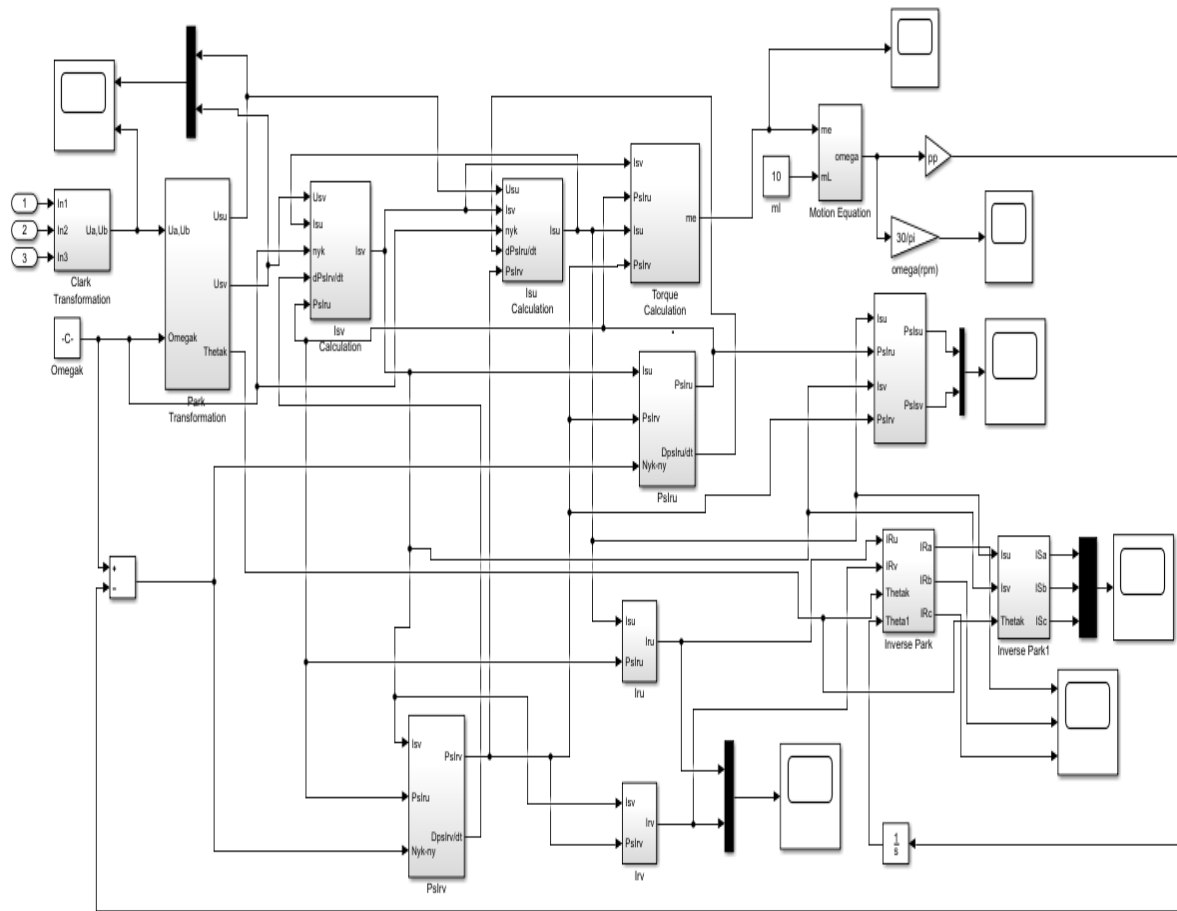 1
2
3
In1
In2
In3
Ua,Ub
Clark
Transformation
-C-
Omegak
Ua,Ub
Omegak
Usu
Usv
Thetak
Park
Transformation
Usv
Isu
nyk
dPsIrv/dt
PsIru
Isv
Isv
Calculation
Usu
Isv
nyk
dPsIru/dt
PsIrv
Isu
Isu
Calculation
Isv
PsIru
Isu
PsIrv
me
Torque
Calculation
10
ml
me
mL
omega
Motion Equation
pp
30/pi
omega(rpm)
Isu
PsIrv
Nyk-ny
PsIru
DpsIru/dt
PsIru
Isu
PsIru
Isv
PsIrv
PsIsu
PsIsv
+
−
IRu
IRv
Thetak
Theta1
IRa
IRb
IRc
Inverse Park
Isu
Isv
Thetak
ISa
ISb
ISc
Inverse Park1
Isu
PsIru
Iru
Iru
Isv
PsIru
Nyk-ny
PsIrv
DpsIrv/dt
PsIrv
Isv
PsIrv
Irv
Irv
1
s